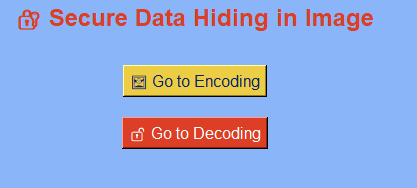 Secure Data Hiding in Image
Go to Encoding
Go to Decoding